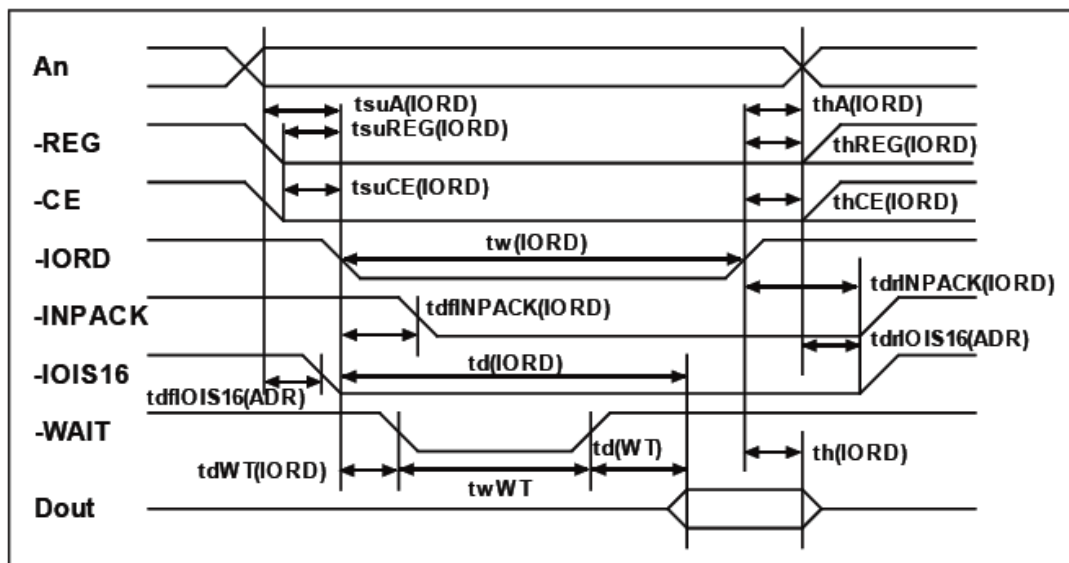 An
tsuA(IORD)
thA(IORD)
-REG
tsuREG(IORD)
thREG(IORD)
-CE
tsuCE(IORD)
thCE(IORD)
-IORD
tw(IORD)
-INPACK
tdfINPACK(IORD)
tdrINPACK(IORD)
-IOIS16
tdfIOIS16(ADR)
td(IORD)
tdrIOIS16(ADR)
-WAIT
tdWT(IORD)
twWT
td(WT)
th(IORD)
Dout